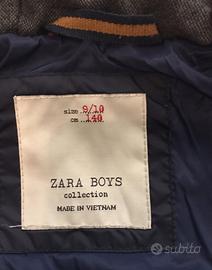 size 9/10
cm 140
ZARA BOYS
collection
MADE IN VIETNAM
subito